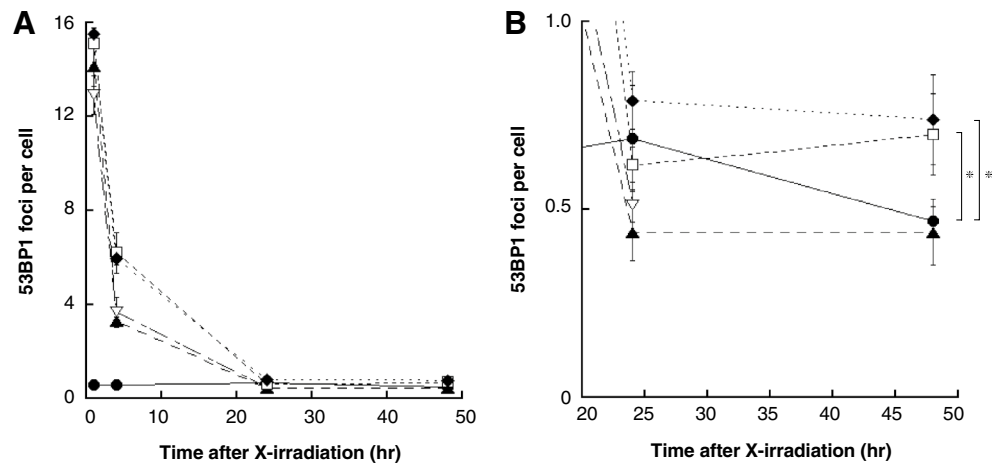 A
53BP1 foci per cell
16
12
8
4
0
0 10 20 30 40 50
Time after X-irradiation (hr)
B
53BP1 foci per cell
1.0
0.5
0
20 25 30 35 40 45 50
Time after X-irradiation (hr)
* *